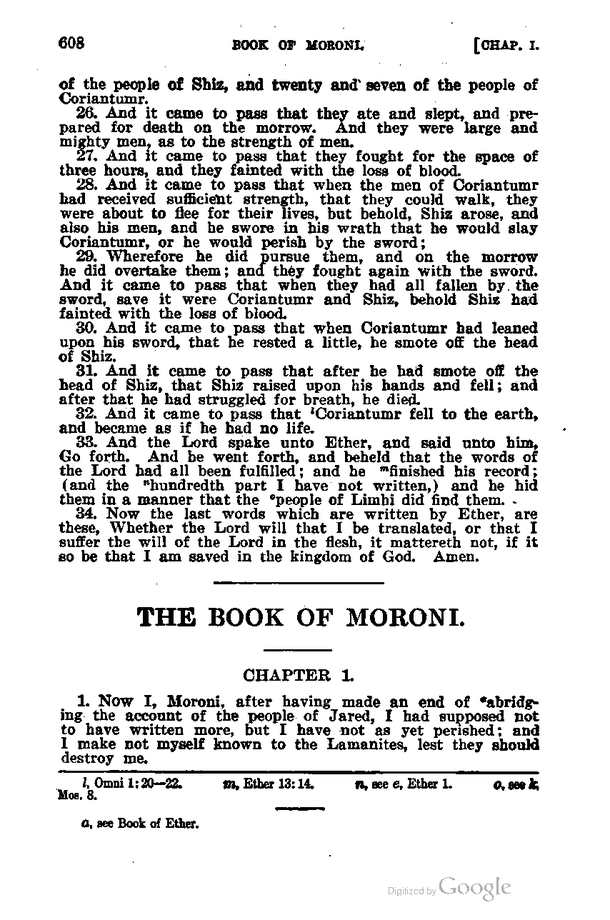 608 BOOK OF MORONI. [CHAP. I.
of the people of Shiz, and twenty and seven of the people of
Coriantumr.
26. And it came to pass that they ate and slept, and pre-
pared for death on the morrow. And they were large and
mighty men, as to the strength of men.
27. And it came to pass that they fought for the space of
three hours, and they fainted with the loss of blood.
28. And it came to pass that when the men of Coriantumr
had received sufficient strength, that they could walk, they
were about to flee for their lives, but behold, Shiz arose, and
also his men, and he swore in his wrath that he would slay
Coriantumr, or he would perish by the sword;
29. Wherefore he did pursue them, and on the morrow
he did overtake them; and they fought again with the sword.
And it came to pass that when they had all fallen by the
sword, save it were Coriantumr and Shiz, behold Shiz had
fainted with the loss of blood.
30. And it came to pass that when Coriantumr had leaned
upon his sword, that he rested a little, he smote off the head
of Shiz.
31. And it came to pass that after he had smote off the
head of Shiz, that Shiz raised upon his hands and fell; and
after that he had struggled for breath, he died.
32. And it came to pass that ˡCoriantumr fell to the earth,
and became as if he had no life.
33. And the Lord spake unto Ether, and said unto him,
Go forth. And he went forth, and beheld that the words of
the Lord had all been fulfilled; and he ᵐfinished his record;
(and the ⁿhundredth part I have not written,) and he hid
them in a manner that the ᵒpeople of Limhi did find them.
34. Now the last words which are written by Ether, are
these, Whether the Lord will that I be translated, or that I
suffer the will of the Lord in the flesh, it mattereth not, if it
so be that I am saved in the kingdom of God. Amen.
THE BOOK OF MORONI.
CHAPTER 1.
1. Now I, Moroni, after having made an end of ᵃabridg-
ing the account of the people of Jared, I had supposed not
to have written more, but I have not as yet perished; and
I make not myself known to the Lamanites, lest they should
destroy me.
l, Omni 1:20—22. m, Ether 13:14. n, see e, Ether 1. o, see k,
Mos. 8.
a, see Book of Ether.
Digitized by Google